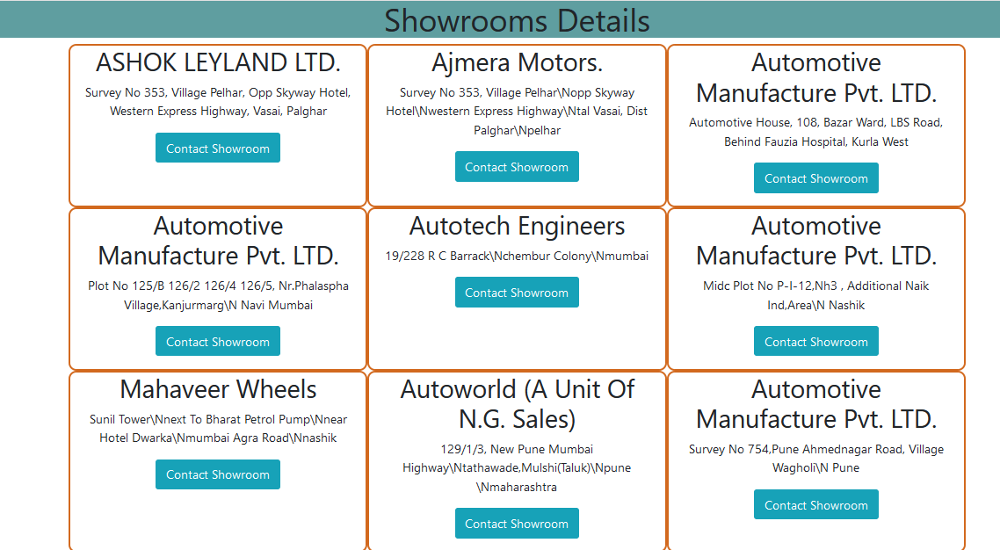 Showrooms Details
ASHOK LEYLAND LTD.
Survey No 353, Village Pelhar, Opp Skyway Hotel,
Western Express Highway, Vasai, Palghar
Contact Showroom
Ajmera Motors.
Survey No 353, Village Pelhar\Nopp Skyway
Hotel\Nwestern Express Highway\Ntal Vasai, Dist
Palghar\Npelhar
Contact Showroom
Automotive
Manufacture Pvt. LTD.
Automotive House, 108, Bazar Ward, LBS Road,
Behind Fauzia Hospital, Kurla West
Contact Showroom
Automotive
Manufacture Pvt. LTD.
Plot No 125/B 126/2 126/4 126/5, Nr.Phalaspha
Village,Kanjurmarg\N Navi Mumbai
Contact Showroom
Autotech Engineers
19/228 R C Barrack\Nchembur Colony\Nmumbai
Contact Showroom
Automotive
Manufacture Pvt. LTD.
Midc Plot No P-I-12,Nh3 , Additional Naik
Ind,Area\N Nashik
Contact Showroom
Mahaveer Wheels
Sunil Tower\Nnext To Bharat Petrol Pump\Nnear
Hotel Dwarka\Nmumbai Agra Road\Nnashik
Contact Showroom
Autoworld (A Unit Of
N.G. Sales)
129/1/3, New Pune Mumbai
Highway\Ntathawade,Mulshi(Taluk)\Npune
\Nmaharashtra
Contact Showroom
Automotive
Manufacture Pvt. LTD.
Survey No 754,Pune Ahmednagar Road, Village
Wagholi\N Pune
Contact Showroom